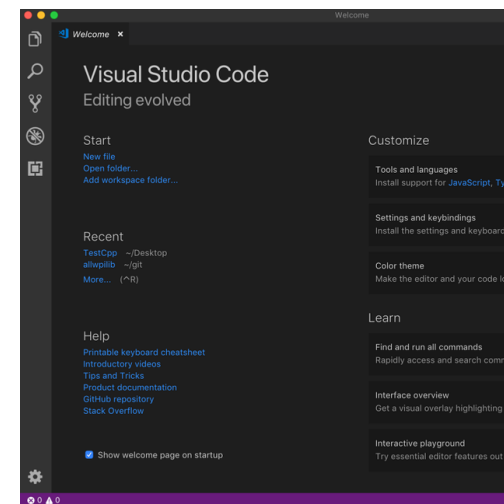 Welcome
Welcome
Visual Studio Code
Editing evolved
Start
New file
Open folder...
Add workspace folder...
Recent
TestCpp ~/Desktop
allwpilib ~/git
More... (^R)
Help
Printable keyboard cheatsheet
Introductory videos
Tips and Tricks
Product documentation
GitHub repository
Stack Overflow
Show welcome page on startup
Customize
Tools and languages
Install support for JavaScript, Ty
Settings and keybindings
Install the settings and keyboard
Color theme
Make the editor and your code l
Learn
Find and run all commands
Rapidly access and search comm
Interface overview
Get a visual overlay highlighting
Interactive playground
Try essential editor features out
0 0